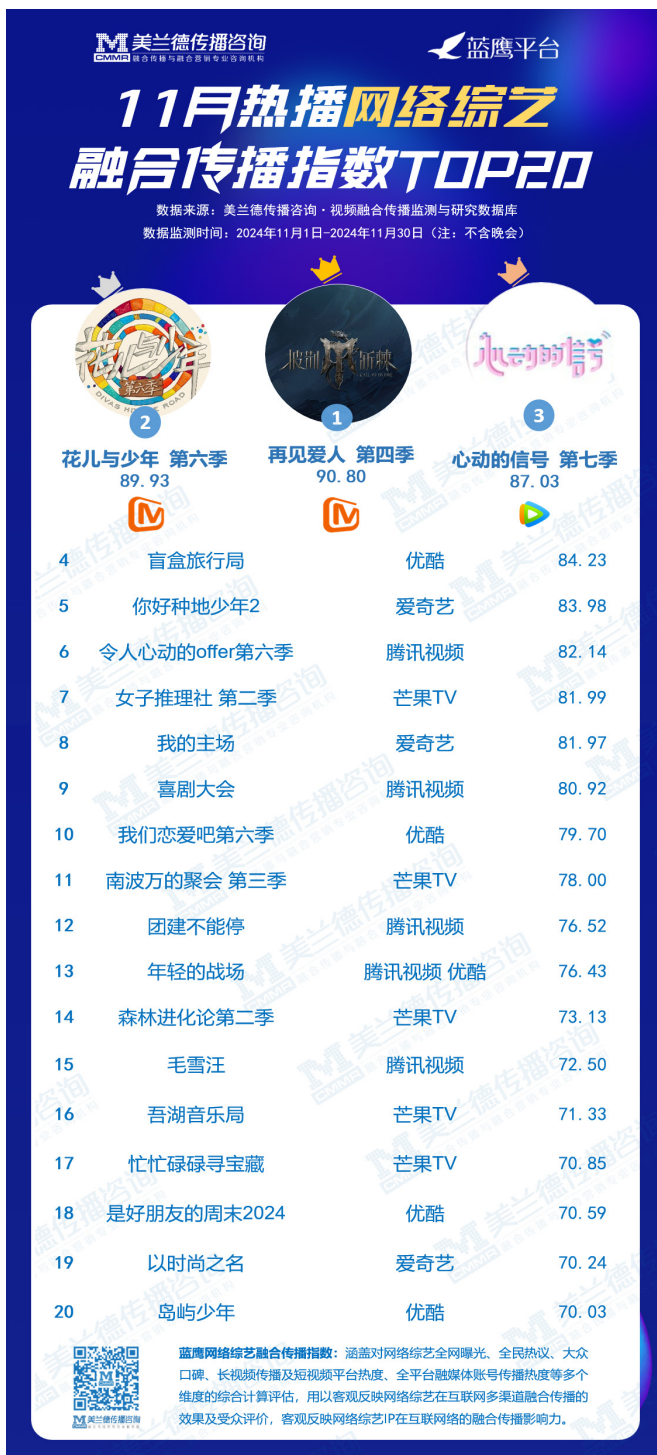 美兰德传播咨询
CMMR 融合传播与融合营销专业咨询机构
蓝鹰平台
11月热播网络综艺
融合传播指数TOP20
数据来源：美兰德传播咨询·视频融合传播监测与研究数据库
数据监测时间：2024年11月1日-2024年11月30日（注：不含晚会）
花儿与少年
第六季
DIVAS HIT THE ROAD
披荆斩棘
心动的信号
2
1
3
花儿与少年 第六季
再见爱人 第四季
心动的信号 第七季
89.93
90.80
87.03
4 盲盒旅行局 优酷 84.23
5 你好种地少年2 爱奇艺 83.98
6 令人心动的offer第六季 腾讯视频 82.14
7 女子推理社 第二季 芒果TV 81.99
8 我的主场 爱奇艺 81.97
9 喜剧大会 腾讯视频 80.92
10 我们恋爱吧第六季 优酷 79.70
11 南波万的聚会 第三季 芒果TV 78.00
12 团建不能停 腾讯视频 76.52
13 年轻的战场 腾讯视频 优酷 76.43
14 森林进化论第二季 芒果TV 73.13
15 毛雪汪 腾讯视频 72.50
16 吾湖音乐局 芒果TV 71.33
17 忙忙碌碌寻宝藏 芒果TV 70.85
18 是好朋友的周末2024 优酷 70.59
19 以时尚之名 爱奇艺 70.24
20 岛屿少年 优酷 70.03
蓝鹰网络综艺融合传播指数：涵盖对网络综艺全网曝光、全民热议、大众
口碑、长视频传播及短视频平台热度、全平台融媒体账号传播热度等多个
维度的综合计算评估，用以客观反映网络综艺在互联网多渠道融合传播的
效果及受众评价，客观反映网络综艺IP在互联网络的融合传播影响力。
美兰德传播咨询